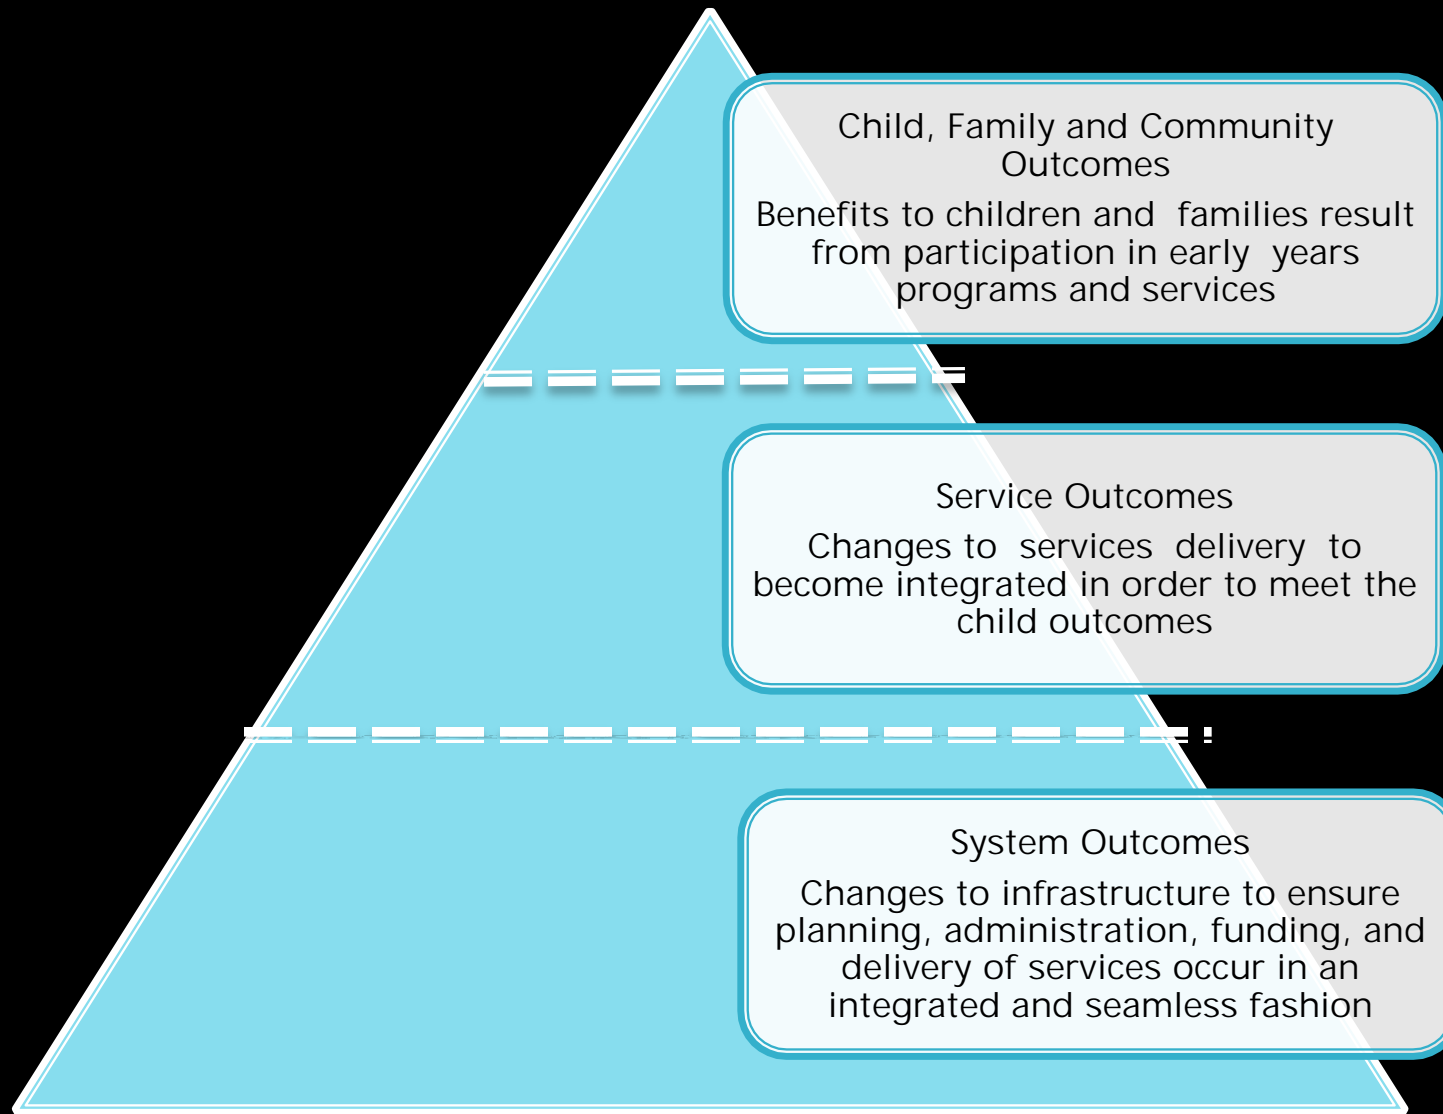 Child, Family and Community
Outcomes
Benefits to children and families result
from participation in early years
programs and services
Service Outcomes
Changes to services delivery to
become integrated in order to meet the
child outcomes
System Outcomes
Changes to infrastructure to ensure
planning, administration, funding, and
delivery of services occur in an
integrated and seamless fashion